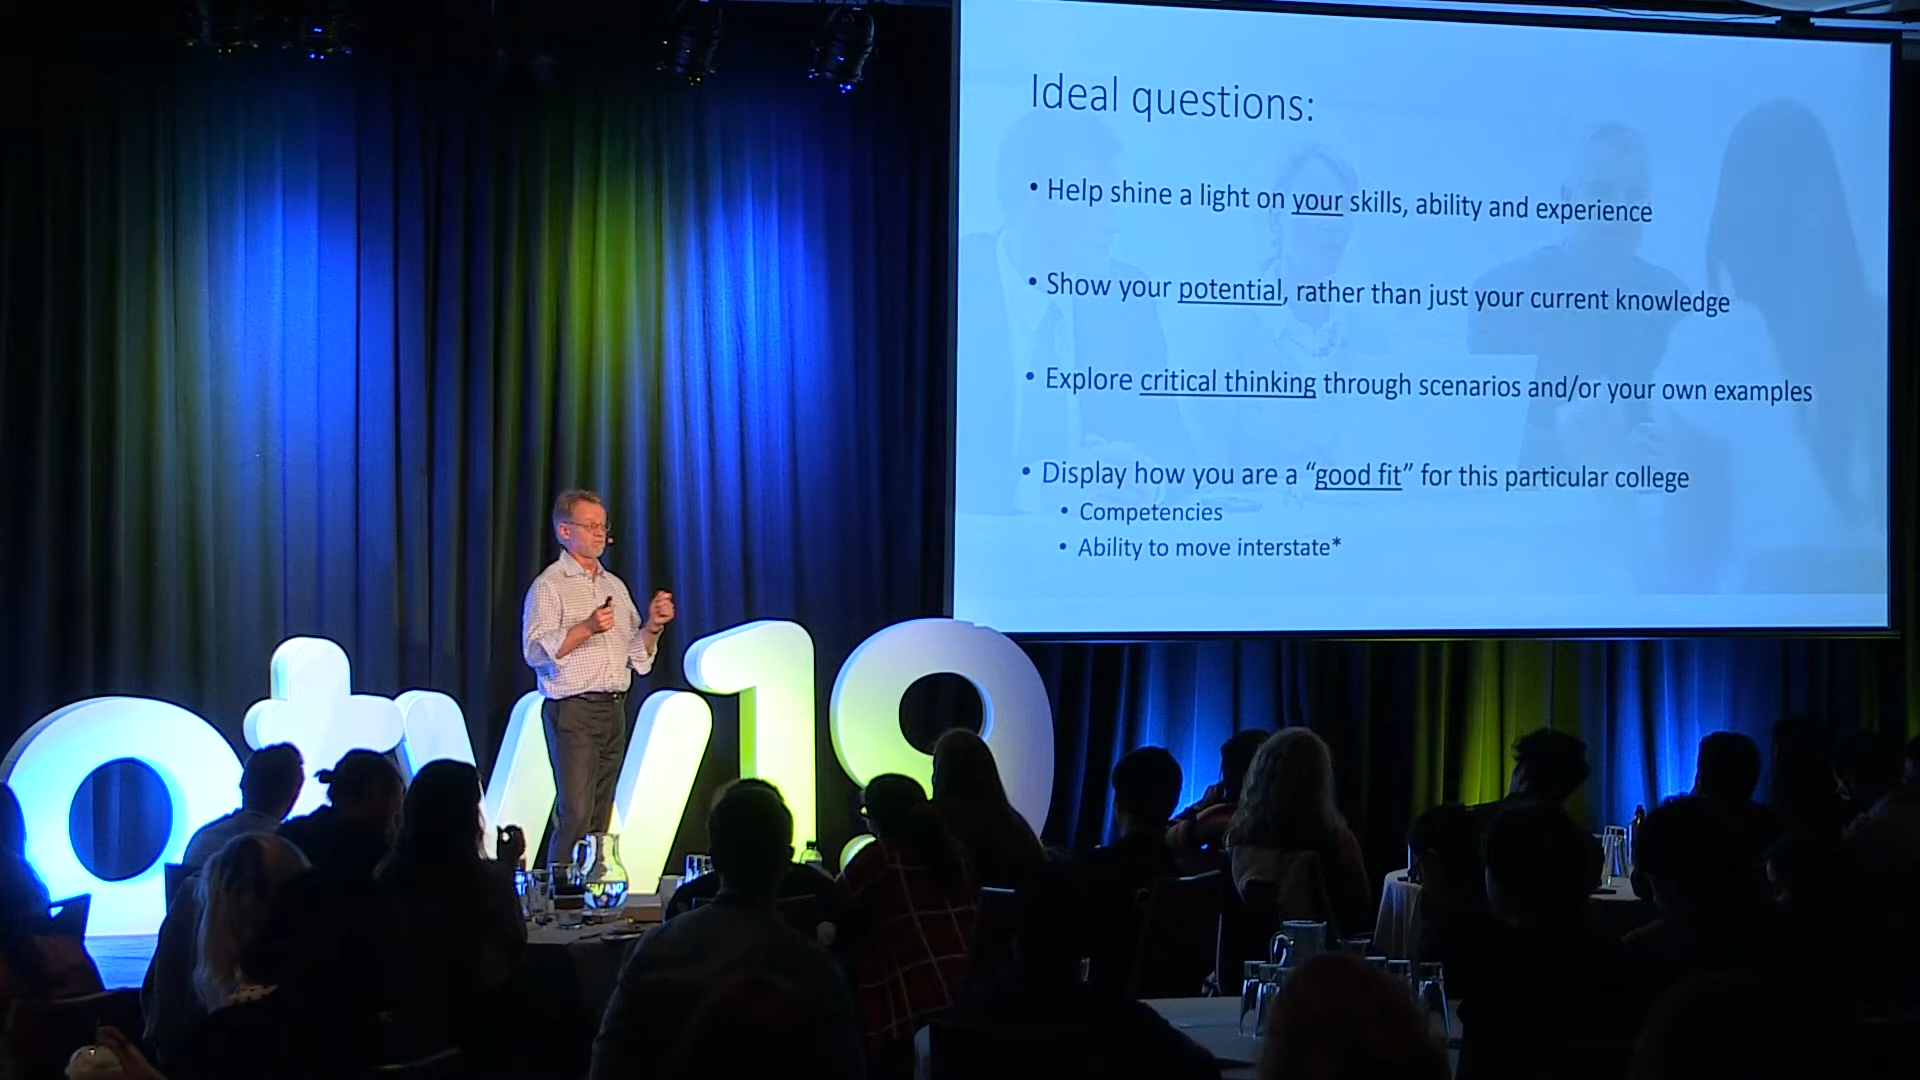 Ideal questions:
• Help shine a light on your skills, ability and experience
• Show your potential, rather than just your current knowledge
• Explore critical thinking through scenarios and/or your own examples
• Display how you are a “good fit” for this particular college
• Competencies
• Ability to move interstate*
gtw19